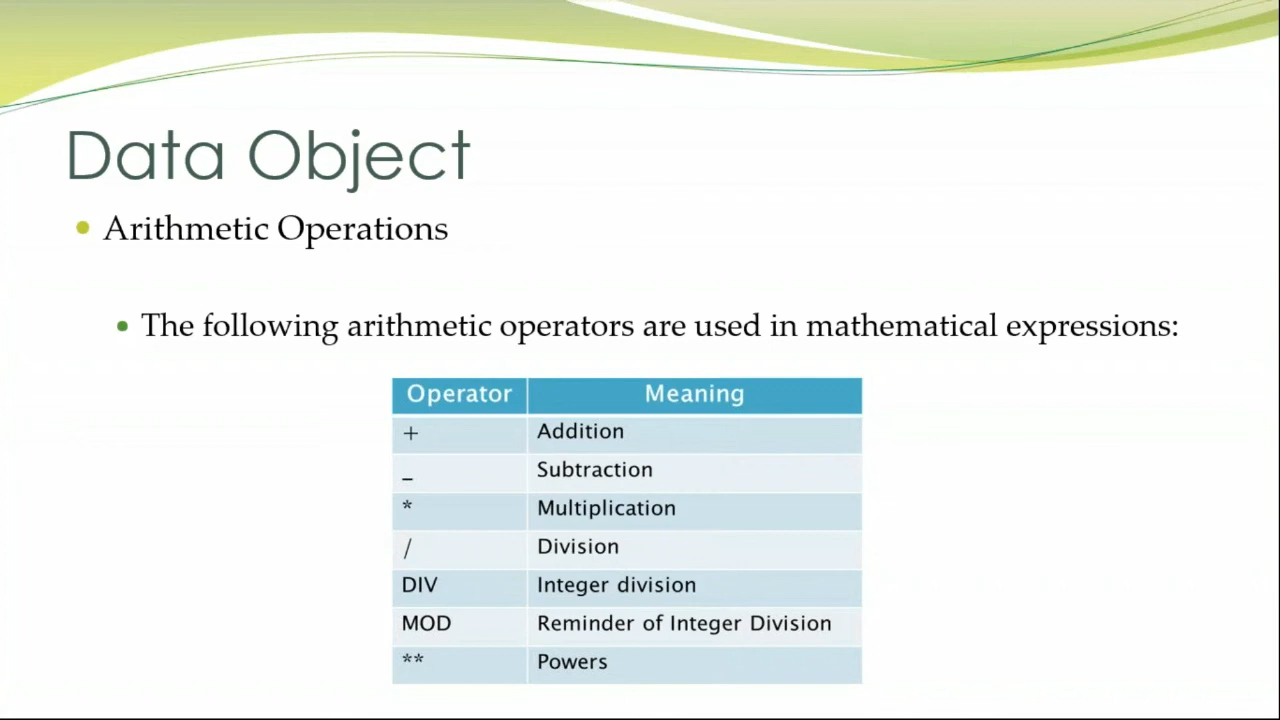 Data Object
Arithmetic Operations
The following arithmetic operators are used in mathematical expressions:
Operator Meaning
+ Addition
_ Subtraction
* Multiplication
/ Division
DIV Integer division
MOD Reminder of Integer Division
** Powers